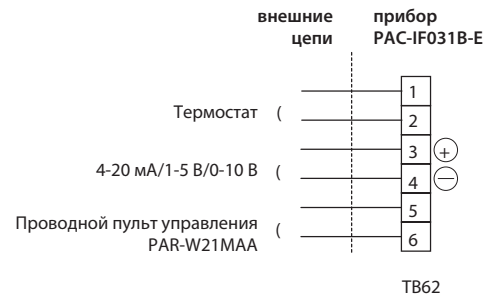 внешние цепи
прибор PAC-IF031B-E
1
Термостат (
2
3 +
4-20 мА/1-5 В/0-10 В (
4 —
5
Проводной пульт управления
PAR-W21MAA (
6
TB62